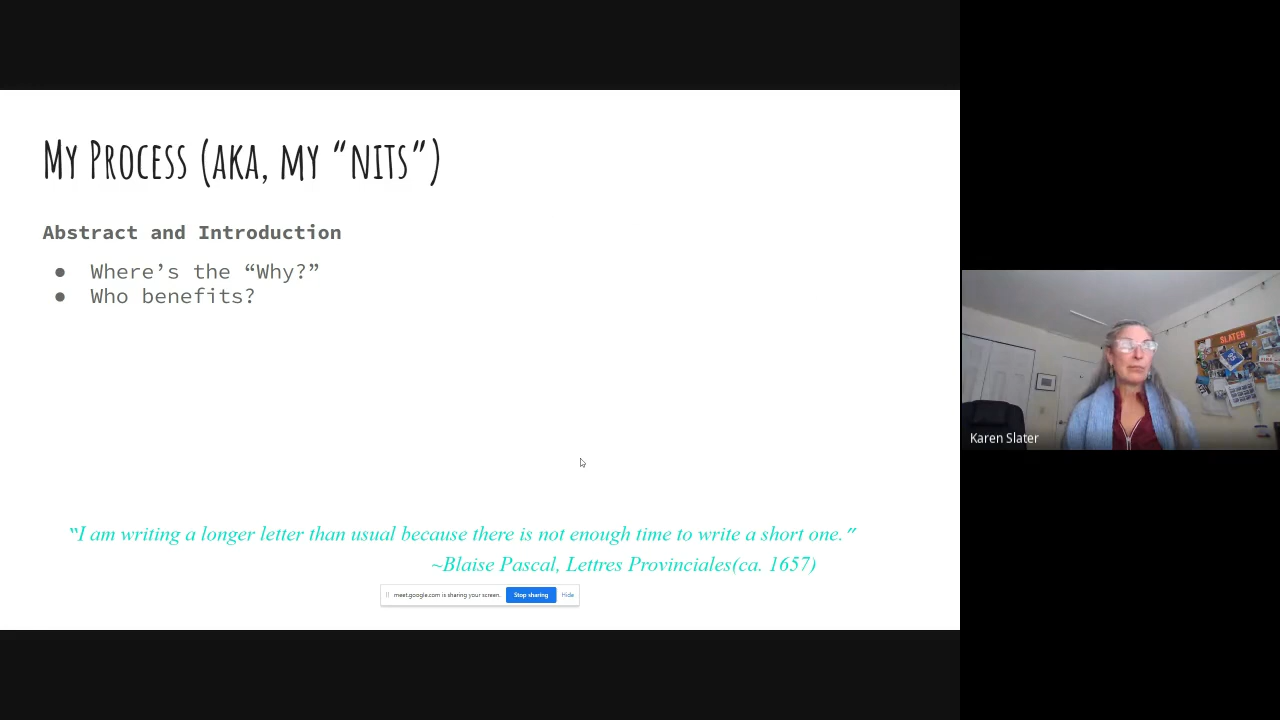 My Process (aka, my “nits”)
Abstract and Introduction
● Where’s the “Why?”
● Who benefits?
“I am writing a longer letter than usual because there is not enough time to write a short one.”
~Blaise Pascal, Lettres Provinciales(ca. 1657)
meet.google.com is sharing your screen. Stop sharing Hide
SLATER
Karen Slater